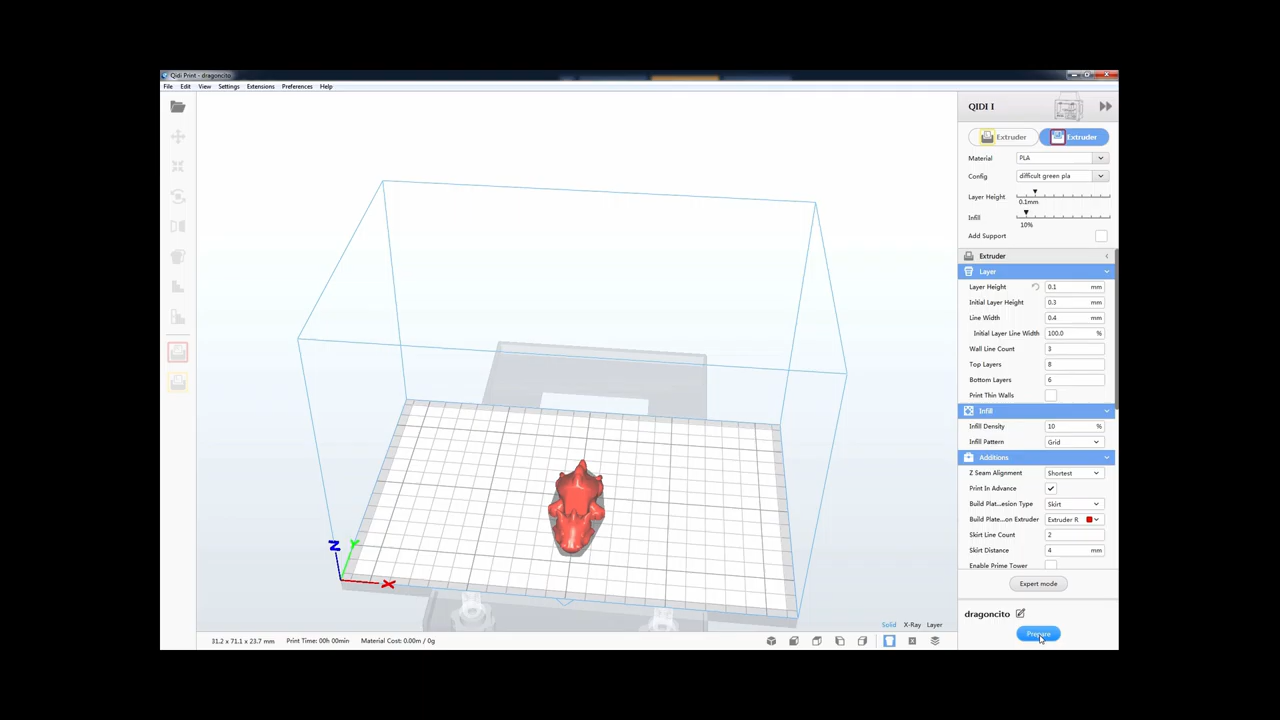 Qidi Print - dragoncito
File Edit View Settings Extensions Preferences Help
QIDI I
Extruder Extruder
Material PLA
Config difficult green pla
Layer Height
0.1mm
Infill
10%
Add Support
Extruder
Layer
Layer Height 0.1 mm
Initial Layer Height 0.3 mm
Line Width 0.4 mm
Initial Layer Line Width 100.0 %
Wall Line Count 3
Top Layers 8
Bottom Layers 6
Print Thin Walls
Infill
Infill Density 10 %
Infill Pattern Grid
Additions
Z Seam Alignment Shortest
Print In Advance
Build Plat...esion Type Skirt
Build Plate...on Extruder Extruder R
Skirt Line Count 2
Skirt Distance 4 mm
Enable Prime Tower
Expert mode
dragoncito
Prepare
Z Y X
Solid X-Ray Layer
31.2 x 71.1 x 23.7 mm Print Time: 00h 00min Material Cost: 0.00m / 0g